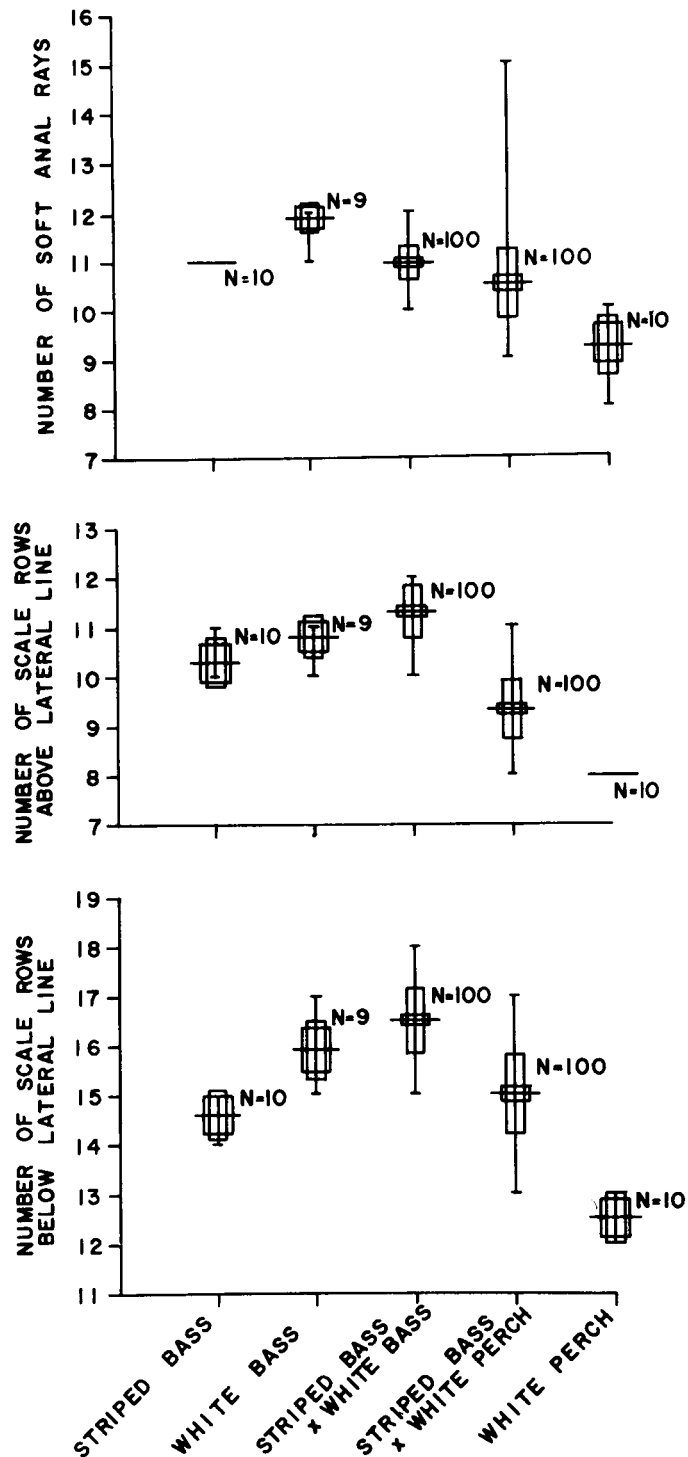 NUMBER OF SOFT ANAL RAYS
16
15
14
13
12
11
10
9
8
7
N=10
N=9
N=100
N=100
N=10
NUMBER OF SCALE ROWS
ABOVE LATERAL LINE
13
12
11
10
9
8
7
N=10
N=9
N=100
N=100
N=10
NUMBER OF SCALE ROWS
BELOW LATERAL LINE
19
18
17
16
15
14
13
12
11
N=10
N=9
N=100
N=100
N=10
STRIPED BASS
WHITE BASS
STRIPED BASS
x WHITE BASS
STRIPED BASS
x WHITE PERCH
WHITE PERCH